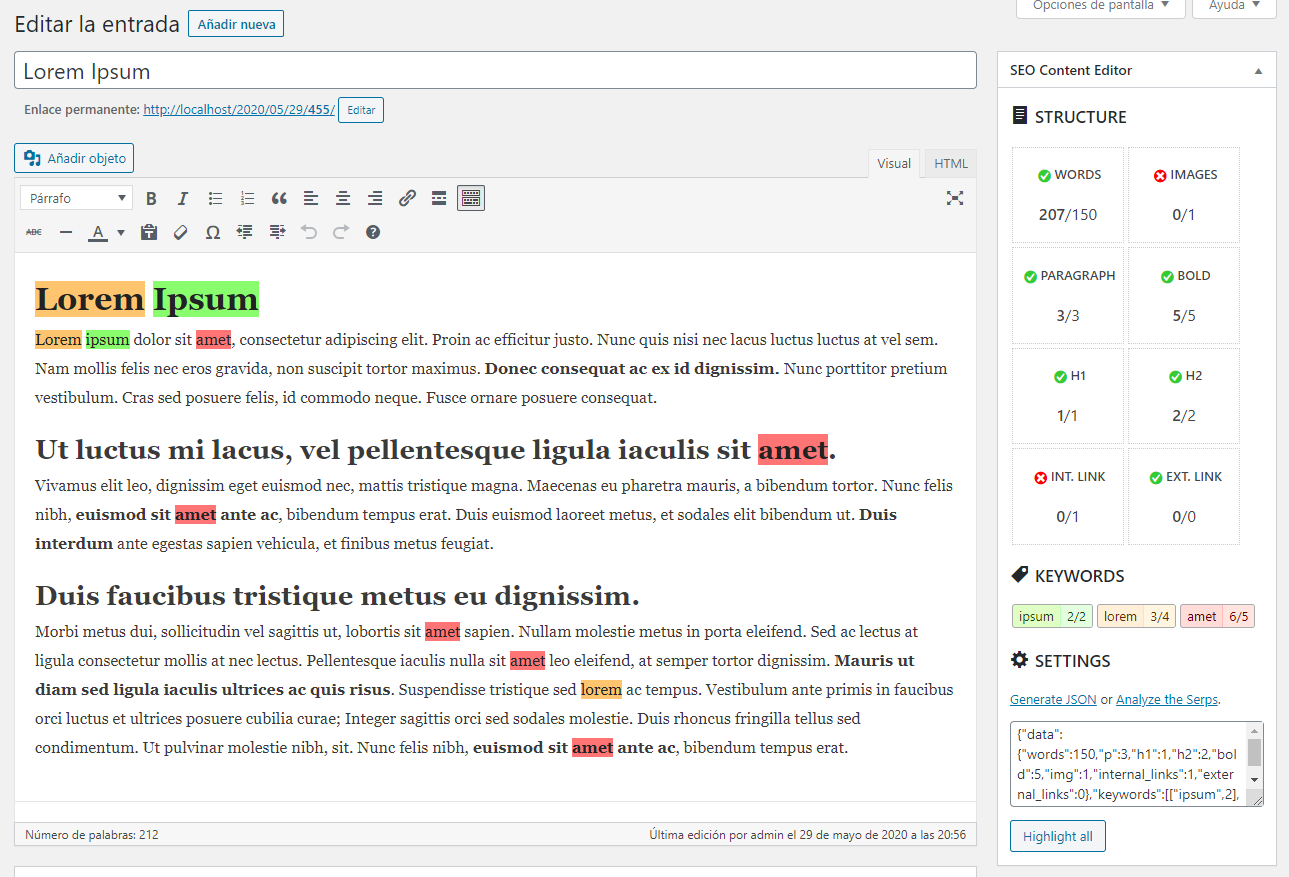 Editar la entrada Añadir nueva
Opciones de pantalla Ayuda
Lorem Ipsum
Enlace permanente: http://localhost/2020/05/29/455/ Editar
Añadir objeto
Visual HTML
Párrafo B I
ABC A T Ω ?
Lorem Ipsum
Lorem ipsum dolor sit amet, consectetur adipiscing elit. Proin ac efficitur justo. Nunc quis nisi nec lacus luctus luctus at vel sem.
Nam mollis felis nec eros gravida, non suscipit tortor maximus. Donec consequat ac ex id dignissim. Nunc porttitor pretium
vestibulum. Cras sed posuere felis, id commodo neque. Fusce ornare posuere consequat.
Ut luctus mi lacus, vel pellentesque ligula iaculis sit amet.
Vivamus elit leo, dignissim eget euismod nec, mattis tristique magna. Maecenas eu pharetra mauris, a bibendum tortor. Nunc felis
nibh, euismod sit amet ante ac, bibendum tempus erat. Duis euismod laoreet metus, et sodales elit bibendum ut. Duis
interdum ante egestas sapien vehicula, et finibus metus feugiat.
Duis faucibus tristique metus eu dignissim.
Morbi metus dui, sollicitudin vel sagittis ut, lobortis sit amet sapien. Nullam molestie metus in porta eleifend. Sed ac lectus at
ligula consectetur mollis at nec lectus. Pellentesque iaculis nulla sit amet leo eleifend, at semper tortor dignissim. Mauris ut
diam sed ligula iaculis ultrices ac quis risus. Suspendisse tristique sed lorem ac tempus. Vestibulum ante primis in faucibus
orci luctus et ultrices posuere cubilia curae; Integer sagittis orci sed sodales molestie. Duis rhoncus fringilla tellus sed
condimentum. Ut pulvinar molestie nibh, sit. Nunc felis nibh, euismod sit amet ante ac, bibendum tempus erat.
Número de palabras: 212 Última edición por admin el 29 de mayo de 2020 a las 20:56
SEO Content Editor
STRUCTURE
WORDS IMAGES
207/150 0/1
PARAGRAPH BOLD
3/3 5/5
H1 H2
1/1 2/2
INT. LINK EXT. LINK
0/1 0/0
KEYWORDS
ipsum 2/2 lorem 3/4 amet 6/5
SETTINGS
Generate JSON or Analyze the Serps.
{"data":
{"words":150,"p":3,"h1":1,"h2":2,"bol
d":5,"img":1,"internal_links":1,"exter
nal_links":0},"keywords":[["ipsum",2],
Highlight all